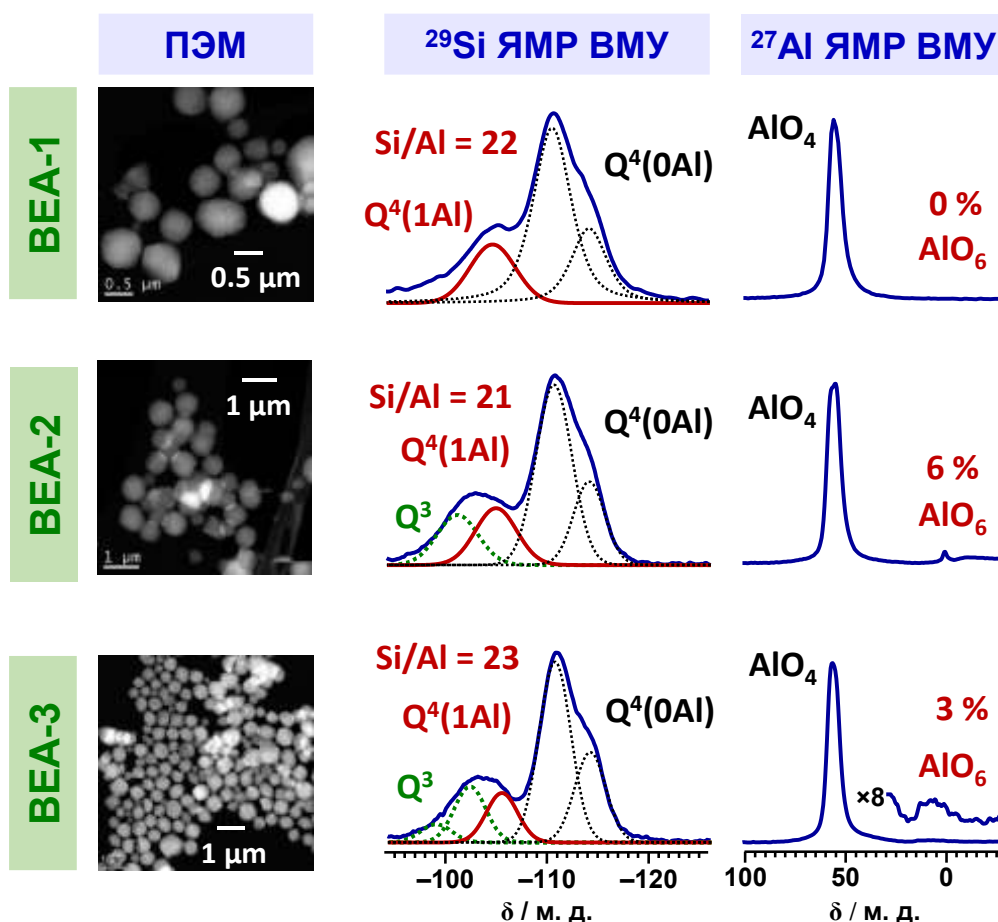 ПЭМ
²⁹Si ЯМР ВМУ
²⁷Al ЯМР ВМУ
BEA-1
0.5 µm
0.5 µm
Si/Al = 22
Q⁴(1Al)
Q⁴(0Al)
AlO₄
0 %
AlO₆
BEA-2
1 µm
1 µm
Si/Al = 21
Q⁴(1Al)
Q³
Q⁴(0Al)
AlO₄
6 %
AlO₆
BEA-3
1 µm
Si/Al = 23
Q⁴(1Al)
Q³
Q⁴(0Al)
AlO₄
3 %
AlO₆
×8
–100 –110 –120
δ / м. д.
100 50 0
δ / м. д.